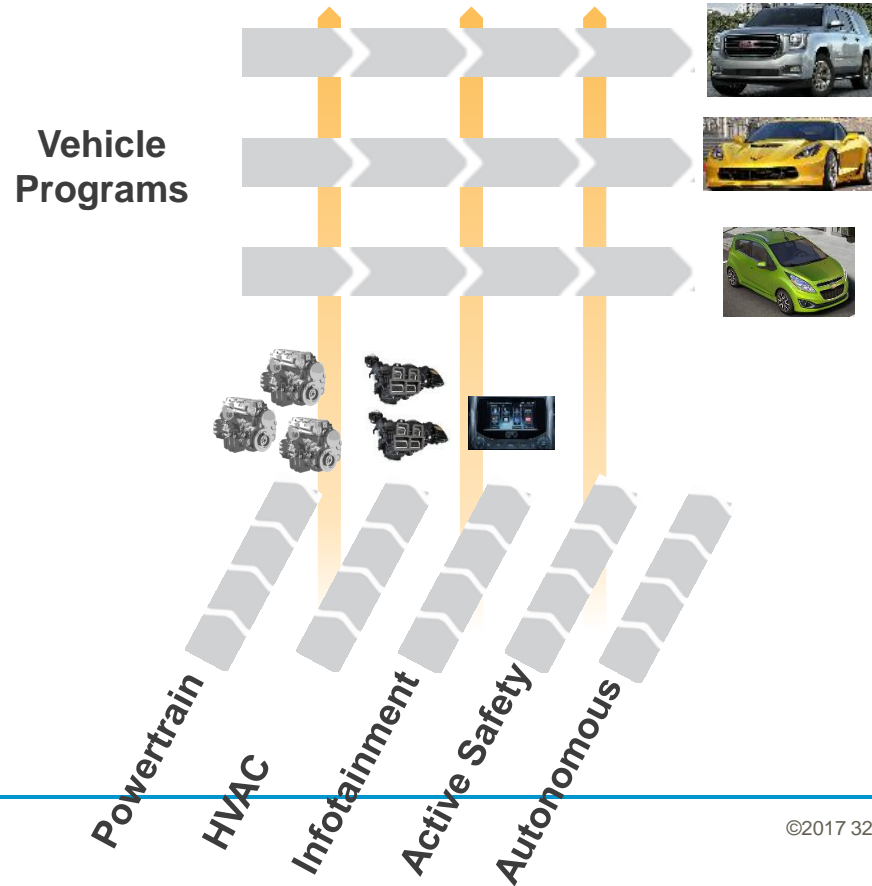 Vehicle
Programs
Powertrain
HVAC
Infotainment
Active Safety
Autonomous
©2017 32